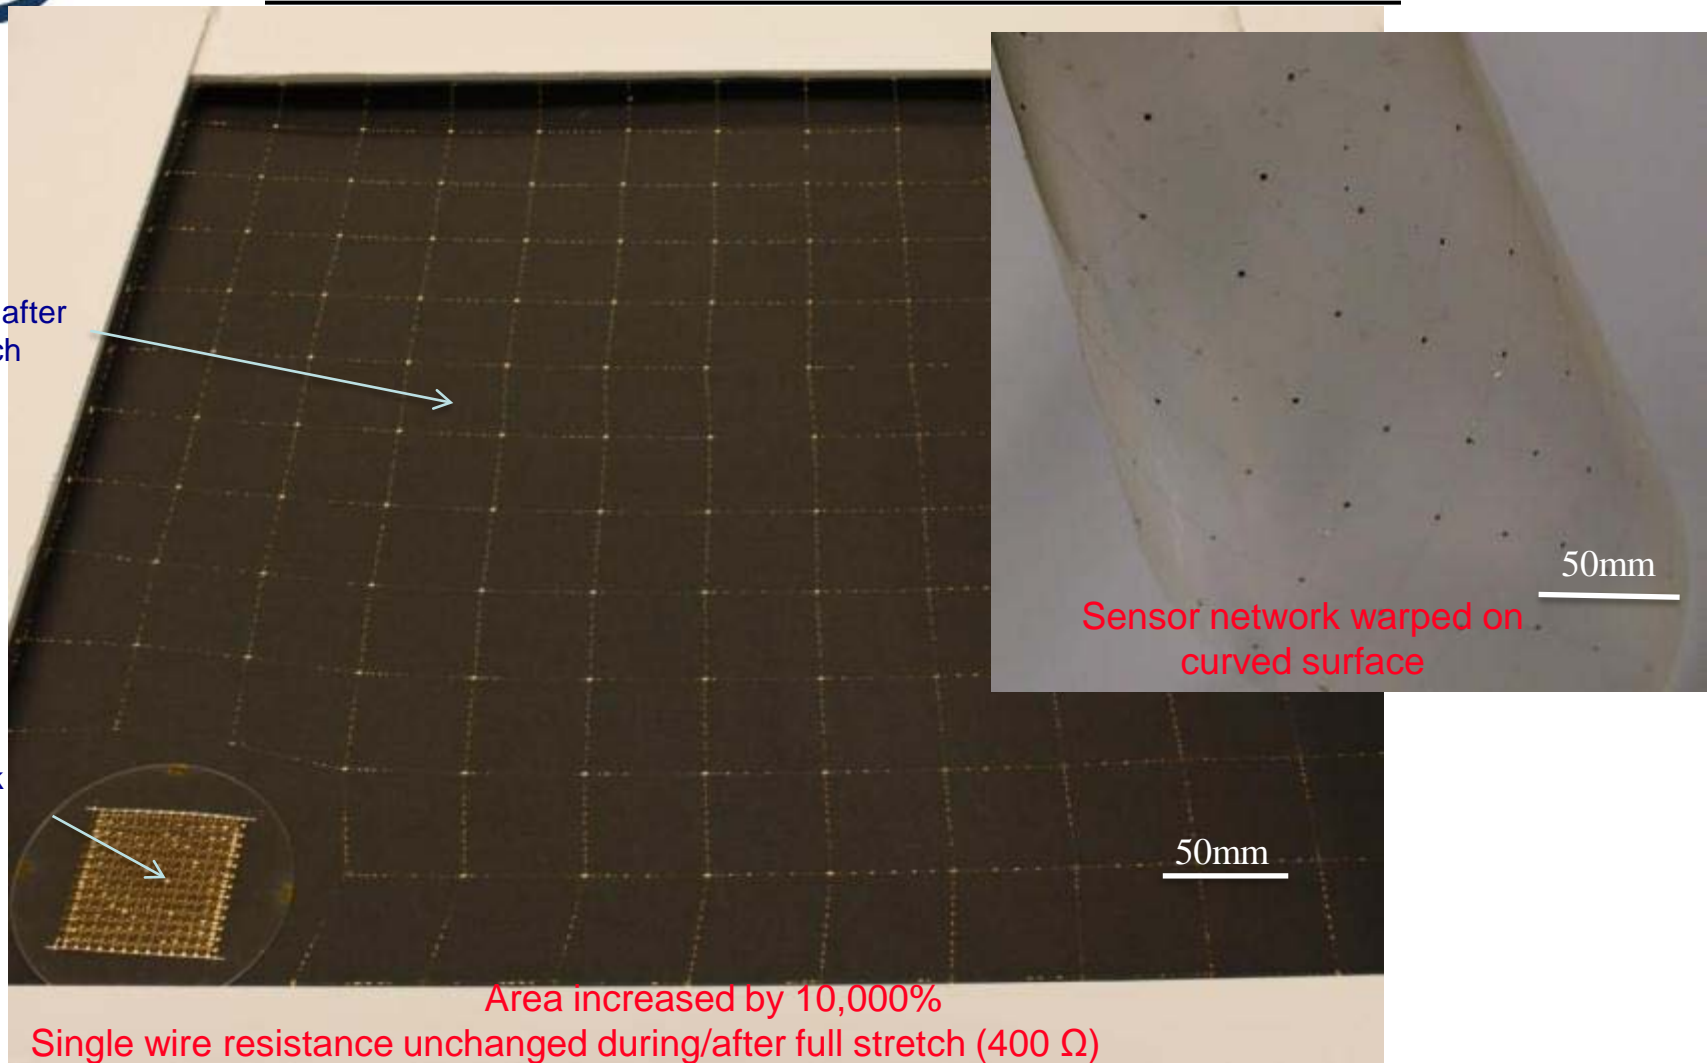 after
50mm
Sensor network warped on
curved surface
50mm
Area increased by 10,000%
Single wire resistance unchanged during/after full stretch (400 Ω)